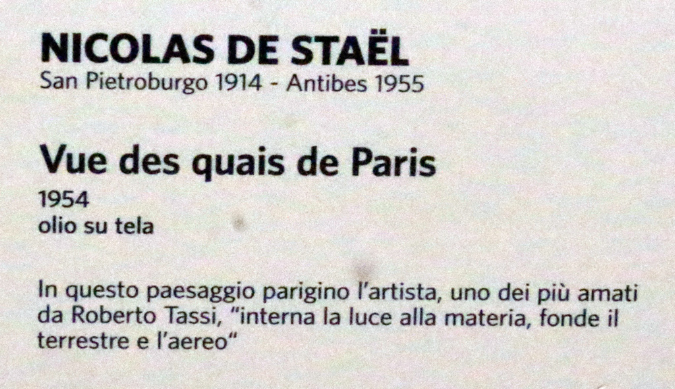 NICOLAS DE STAËL
San Pietroburgo 1914 - Antibes 1955
Vue des quais de Paris
1954
olio su tela
In questo paesaggio parigino l'artista, uno dei più amati
da Roberto Tassi, "interna la luce alla materia, fonde il
terrestre e l'aereo"